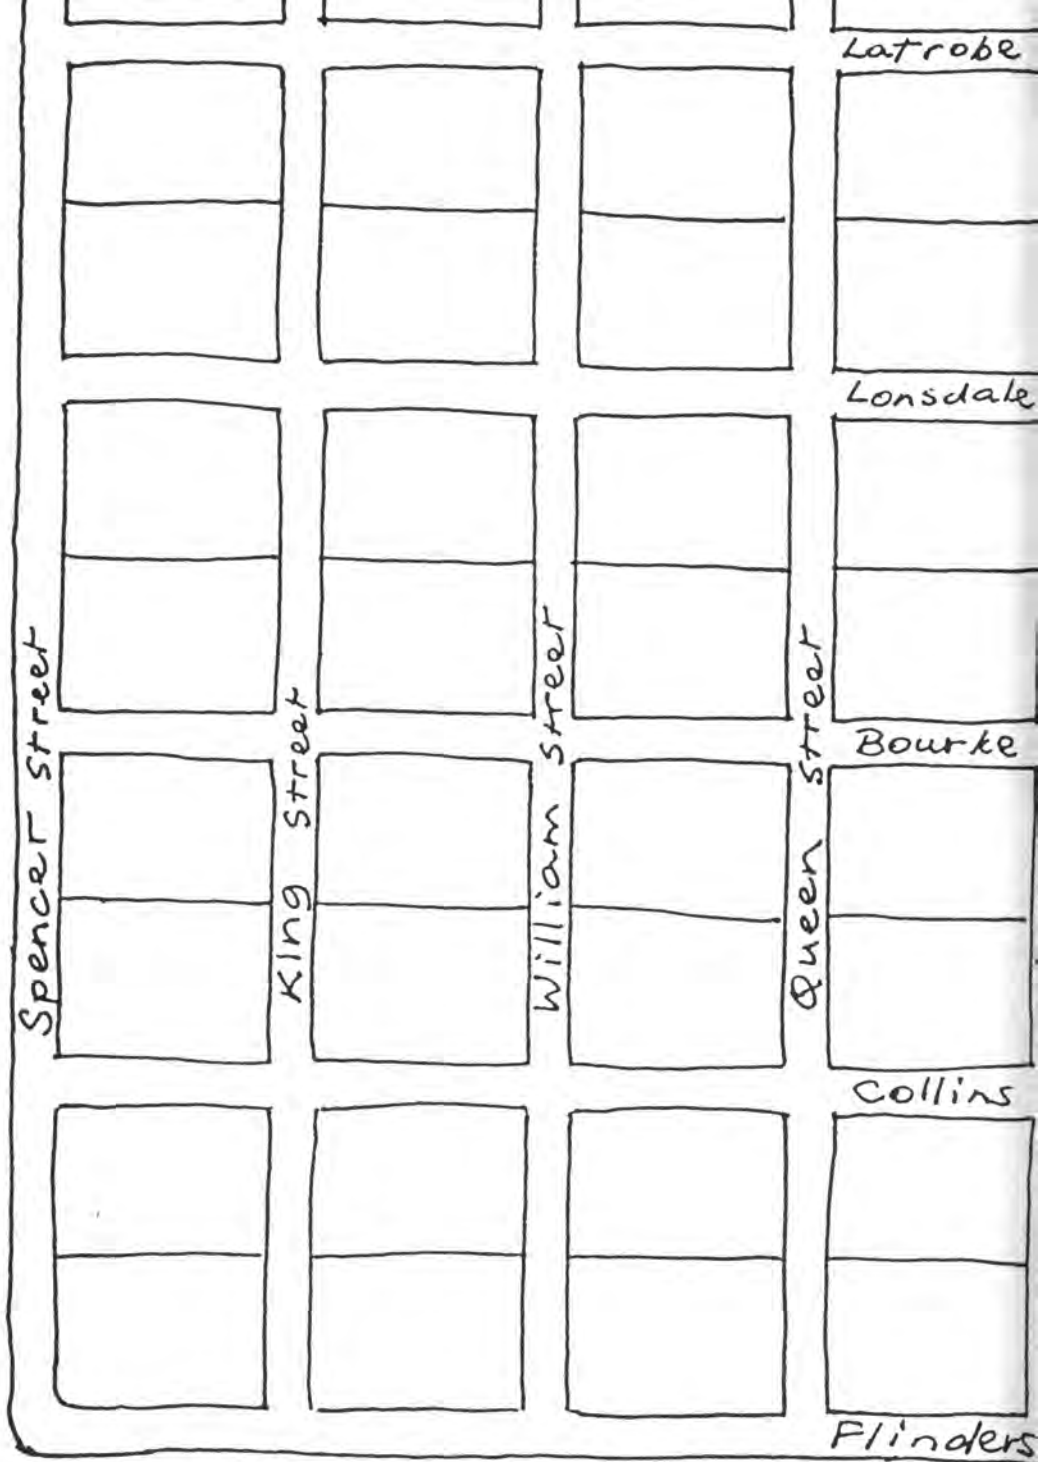 Latrobe
Lonsdale
Spencer Street
King Street
William Street
Queen Street
Bourke
Collins
Flinders